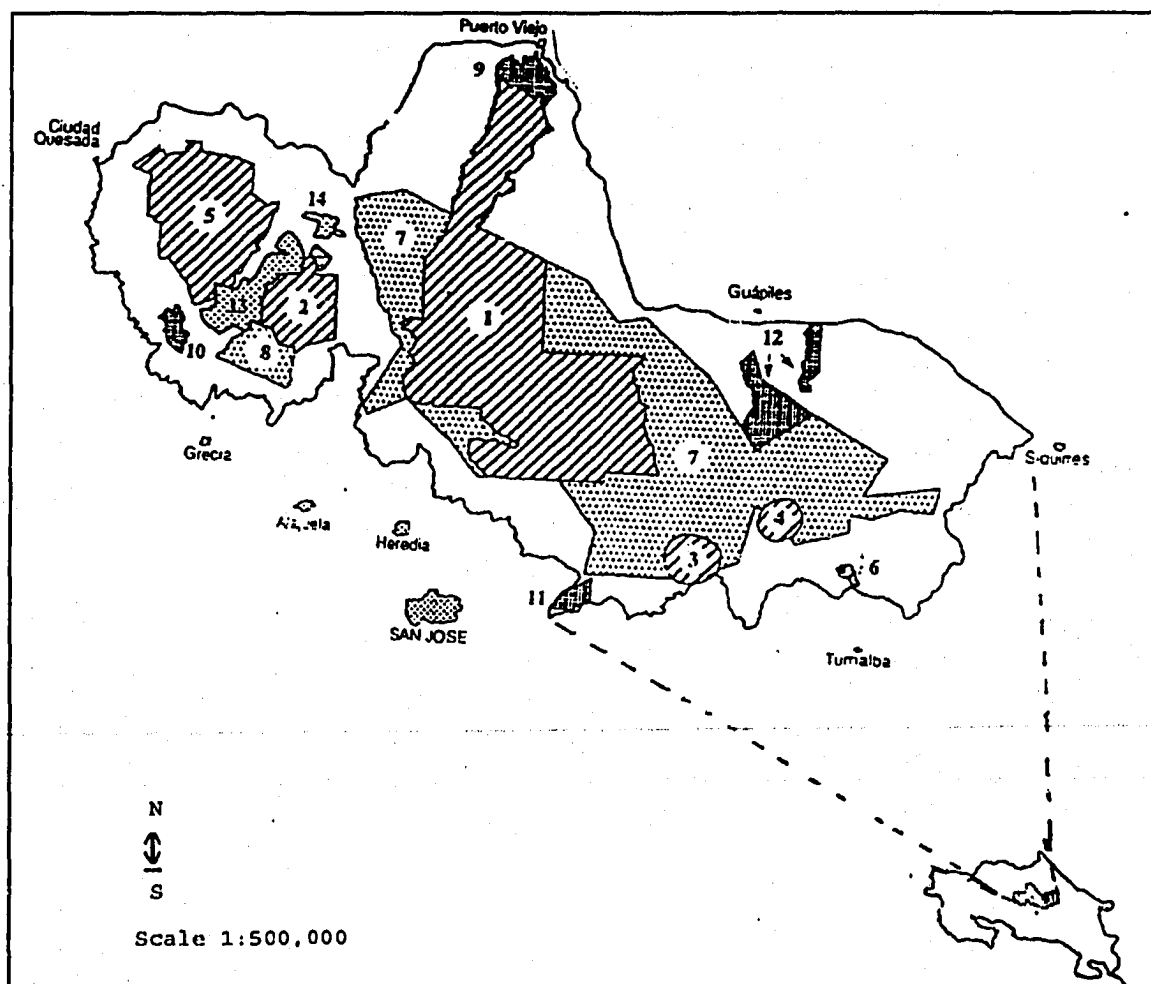 Puerto Viejo
9
Ciudad
Quesada
14
5
7
Guápiles
1
13
2
12
10
8
Grecia
7
Siquirres
4
Alajuela
Heredia
3
6
11
SAN JOSE
Turrialba
N
S
Scale 1:500,000